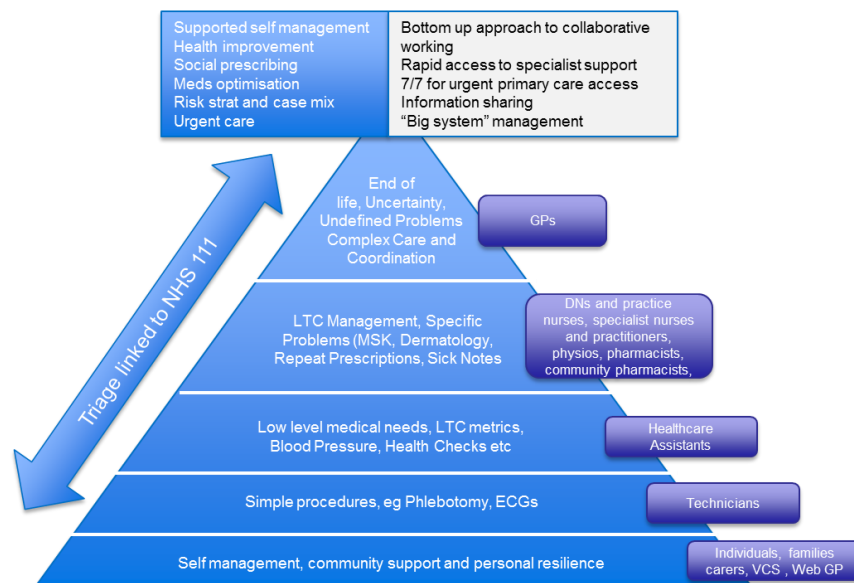 Supported self management
Health improvement
Social prescribing
Meds optimisation
Risk strat and case mix
Urgent care
Bottom up approach to collaborative
working
Rapid access to specialist support
7/7 for urgent primary care access
Information sharing
“Big system” management
Triage linked to NHS 111
End of
life, Uncertainty,
Undefined Problems
Complex Care and
Coordination
GPs
LTC Management, Specific
Problems (MSK, Dermatology,
Repeat Prescriptions, Sick Notes
DNs and practice
nurses, specialist nurses
and practitioners,
physios, pharmacists,
community pharmacists,
Low level medical needs, LTC metrics,
Blood Pressure, Health Checks etc
Healthcare
Assistants
Simple procedures, eg Phlebotomy, ECGs
Technicians
Self management, community support and personal resilience
Individuals, families
carers, VCS , Web GP